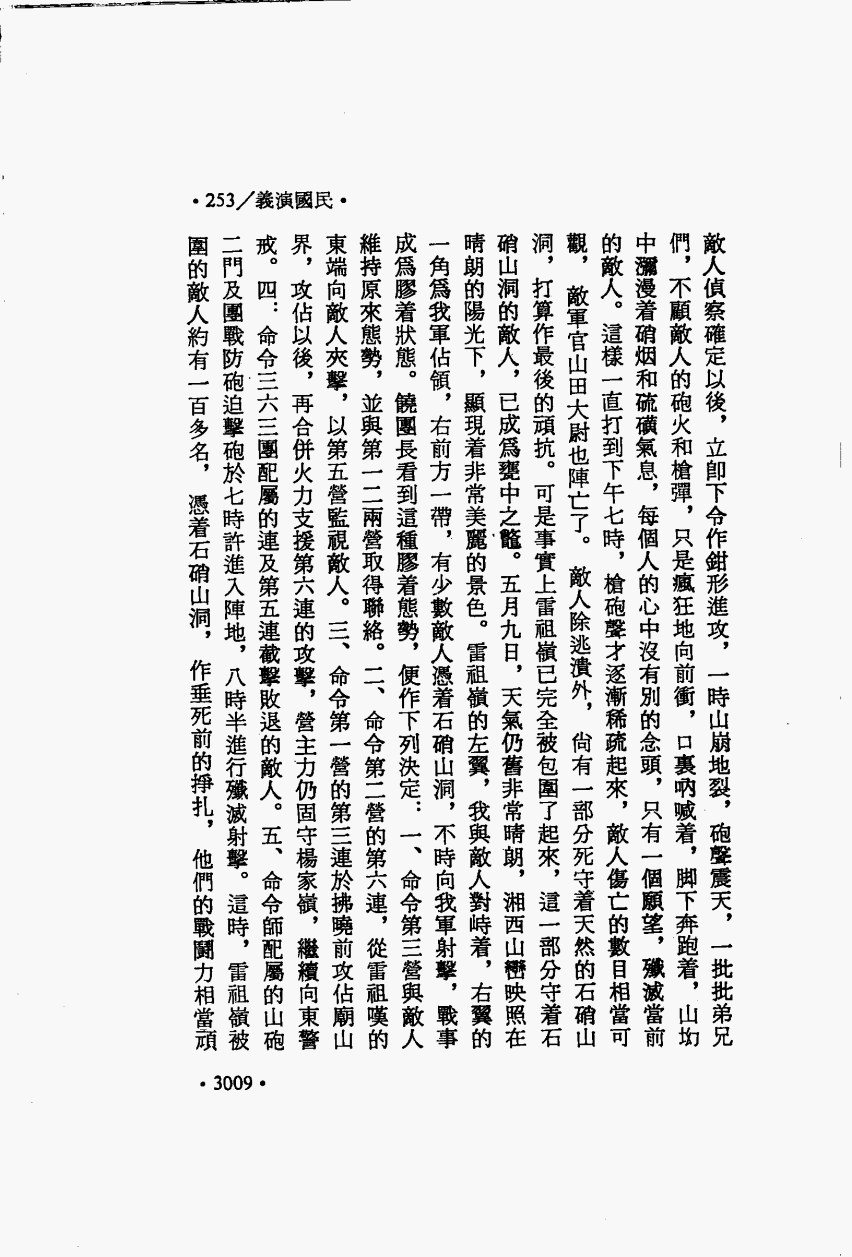 •253/義演國民•
敵人偵察確定以後，立卽下令作鉗形進攻，一時山崩地裂，砲聲震天，一批批弟兄
們，不顧敵人的砲火和槍彈，只是瘋狂地向前衝，口裏吶喊着，脚下奔跑着，山坳
中瀰漫着硝烟和硫磺氣息，每個人的心中沒有別的念頭，只有一個願望，殲滅當前
的敵人。這樣一直打到下午七時，槍砲聲才逐漸稀疏起來，敵人傷亡的數目相當可
觀，敵軍官山田大尉也陣亡了。敵人除逃潰外，尙有一部分死守着天然的石硝山
洞，打算作最後的頑抗。可是事實上雷祖嶺已完全被包圍了起來，這一部分守着石
硝山洞的敵人，已成爲甕中之鼈。五月九日，天氣仍舊非常晴朗，湘西山巒映照在
晴朗的陽光下，顯現着非常美麗的景色。雷祖嶺的左翼，我與敵人對峙着，右翼的
一角爲我軍佔領，右前方一帶，有少數敵人憑着石硝山洞，不時向我軍射擊，戰事
成爲膠着狀態。饒團長看到這種膠着態勢，便作下列決定：一、命令第三營與敵人
維持原來態勢，並與第一二兩營取得聯絡。二、命令第二營的第六連，從雷祖嘆的
東端向敵人夾擊，以第五營監視敵人。三、命令第一營的第三連於拂曉前攻佔廟山
界，攻佔以後，再合併火力支援第六連的攻擊，營主力仍固守楊家嶺，繼續向東警
戒。四：命令三六三團配屬的連及第五連截擊敗退的敵人。五、命令師配屬的山砲
二門及團戰防砲迫擊砲於七時許進入陣地，八時半進行殲滅射擊。這時，雷祖嶺被
圍的敵人約有一百多名，憑着石硝山洞，作垂死前的掙扎，他們的戰鬪力相當頑
•3009•